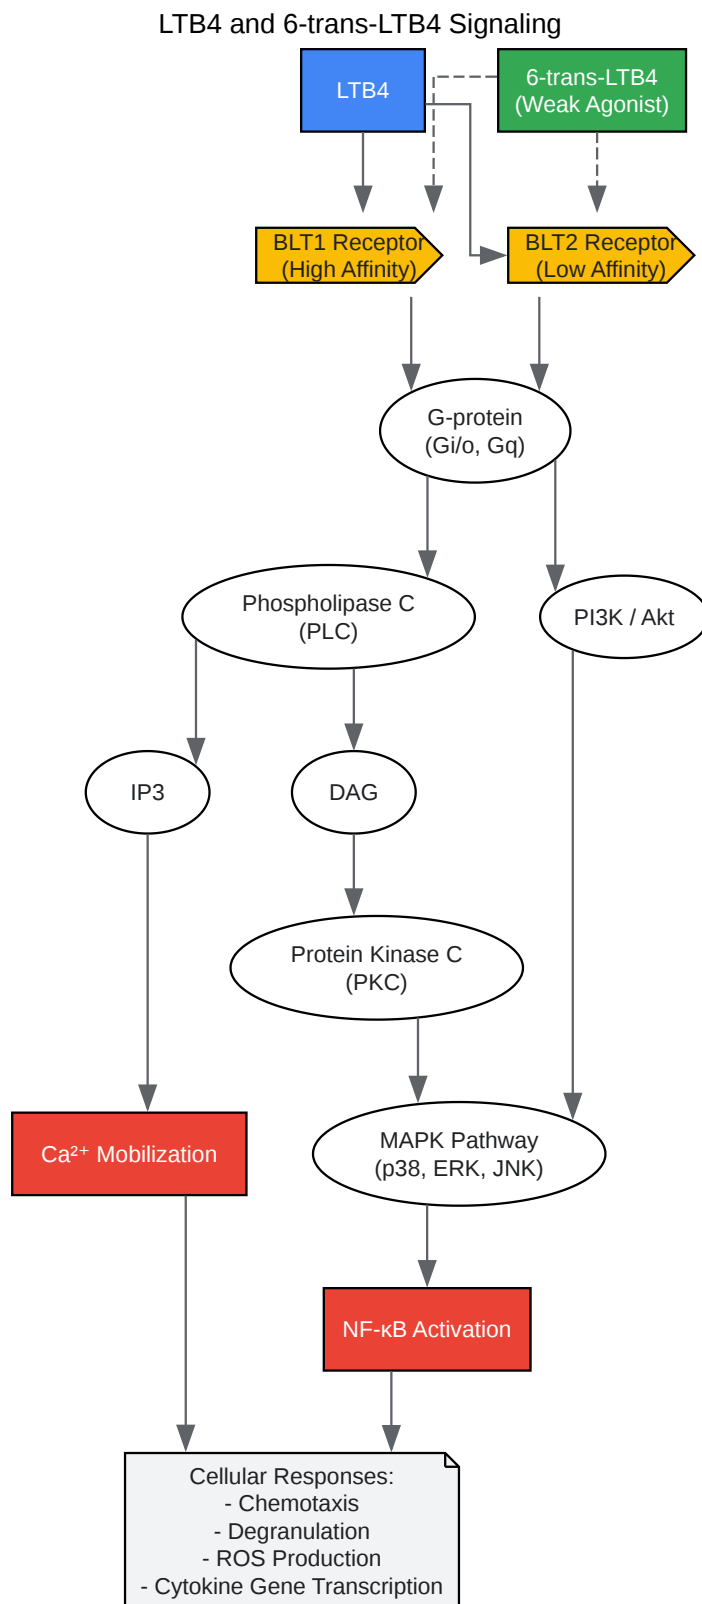 LTB4 and 6-trans-LTB4 Signaling
LTB4
6-trans-LTB4
(Weak Agonist)
BLT1 Receptor
(High Affinity)
BLT2 Receptor
(Low Affinity)
G-protein
(Gi/o, Gq)
Phospholipase C
(PLC)
PI3K / Akt
IP3
DAG
Protein Kinase C
(PKC)
Ca²⁺ Mobilization
MAPK Pathway
(p38, ERK, JNK)
NF-κB Activation
Cellular Responses:
- Chemotaxis
- Degranulation
- ROS Production
- Cytokine Gene Transcription